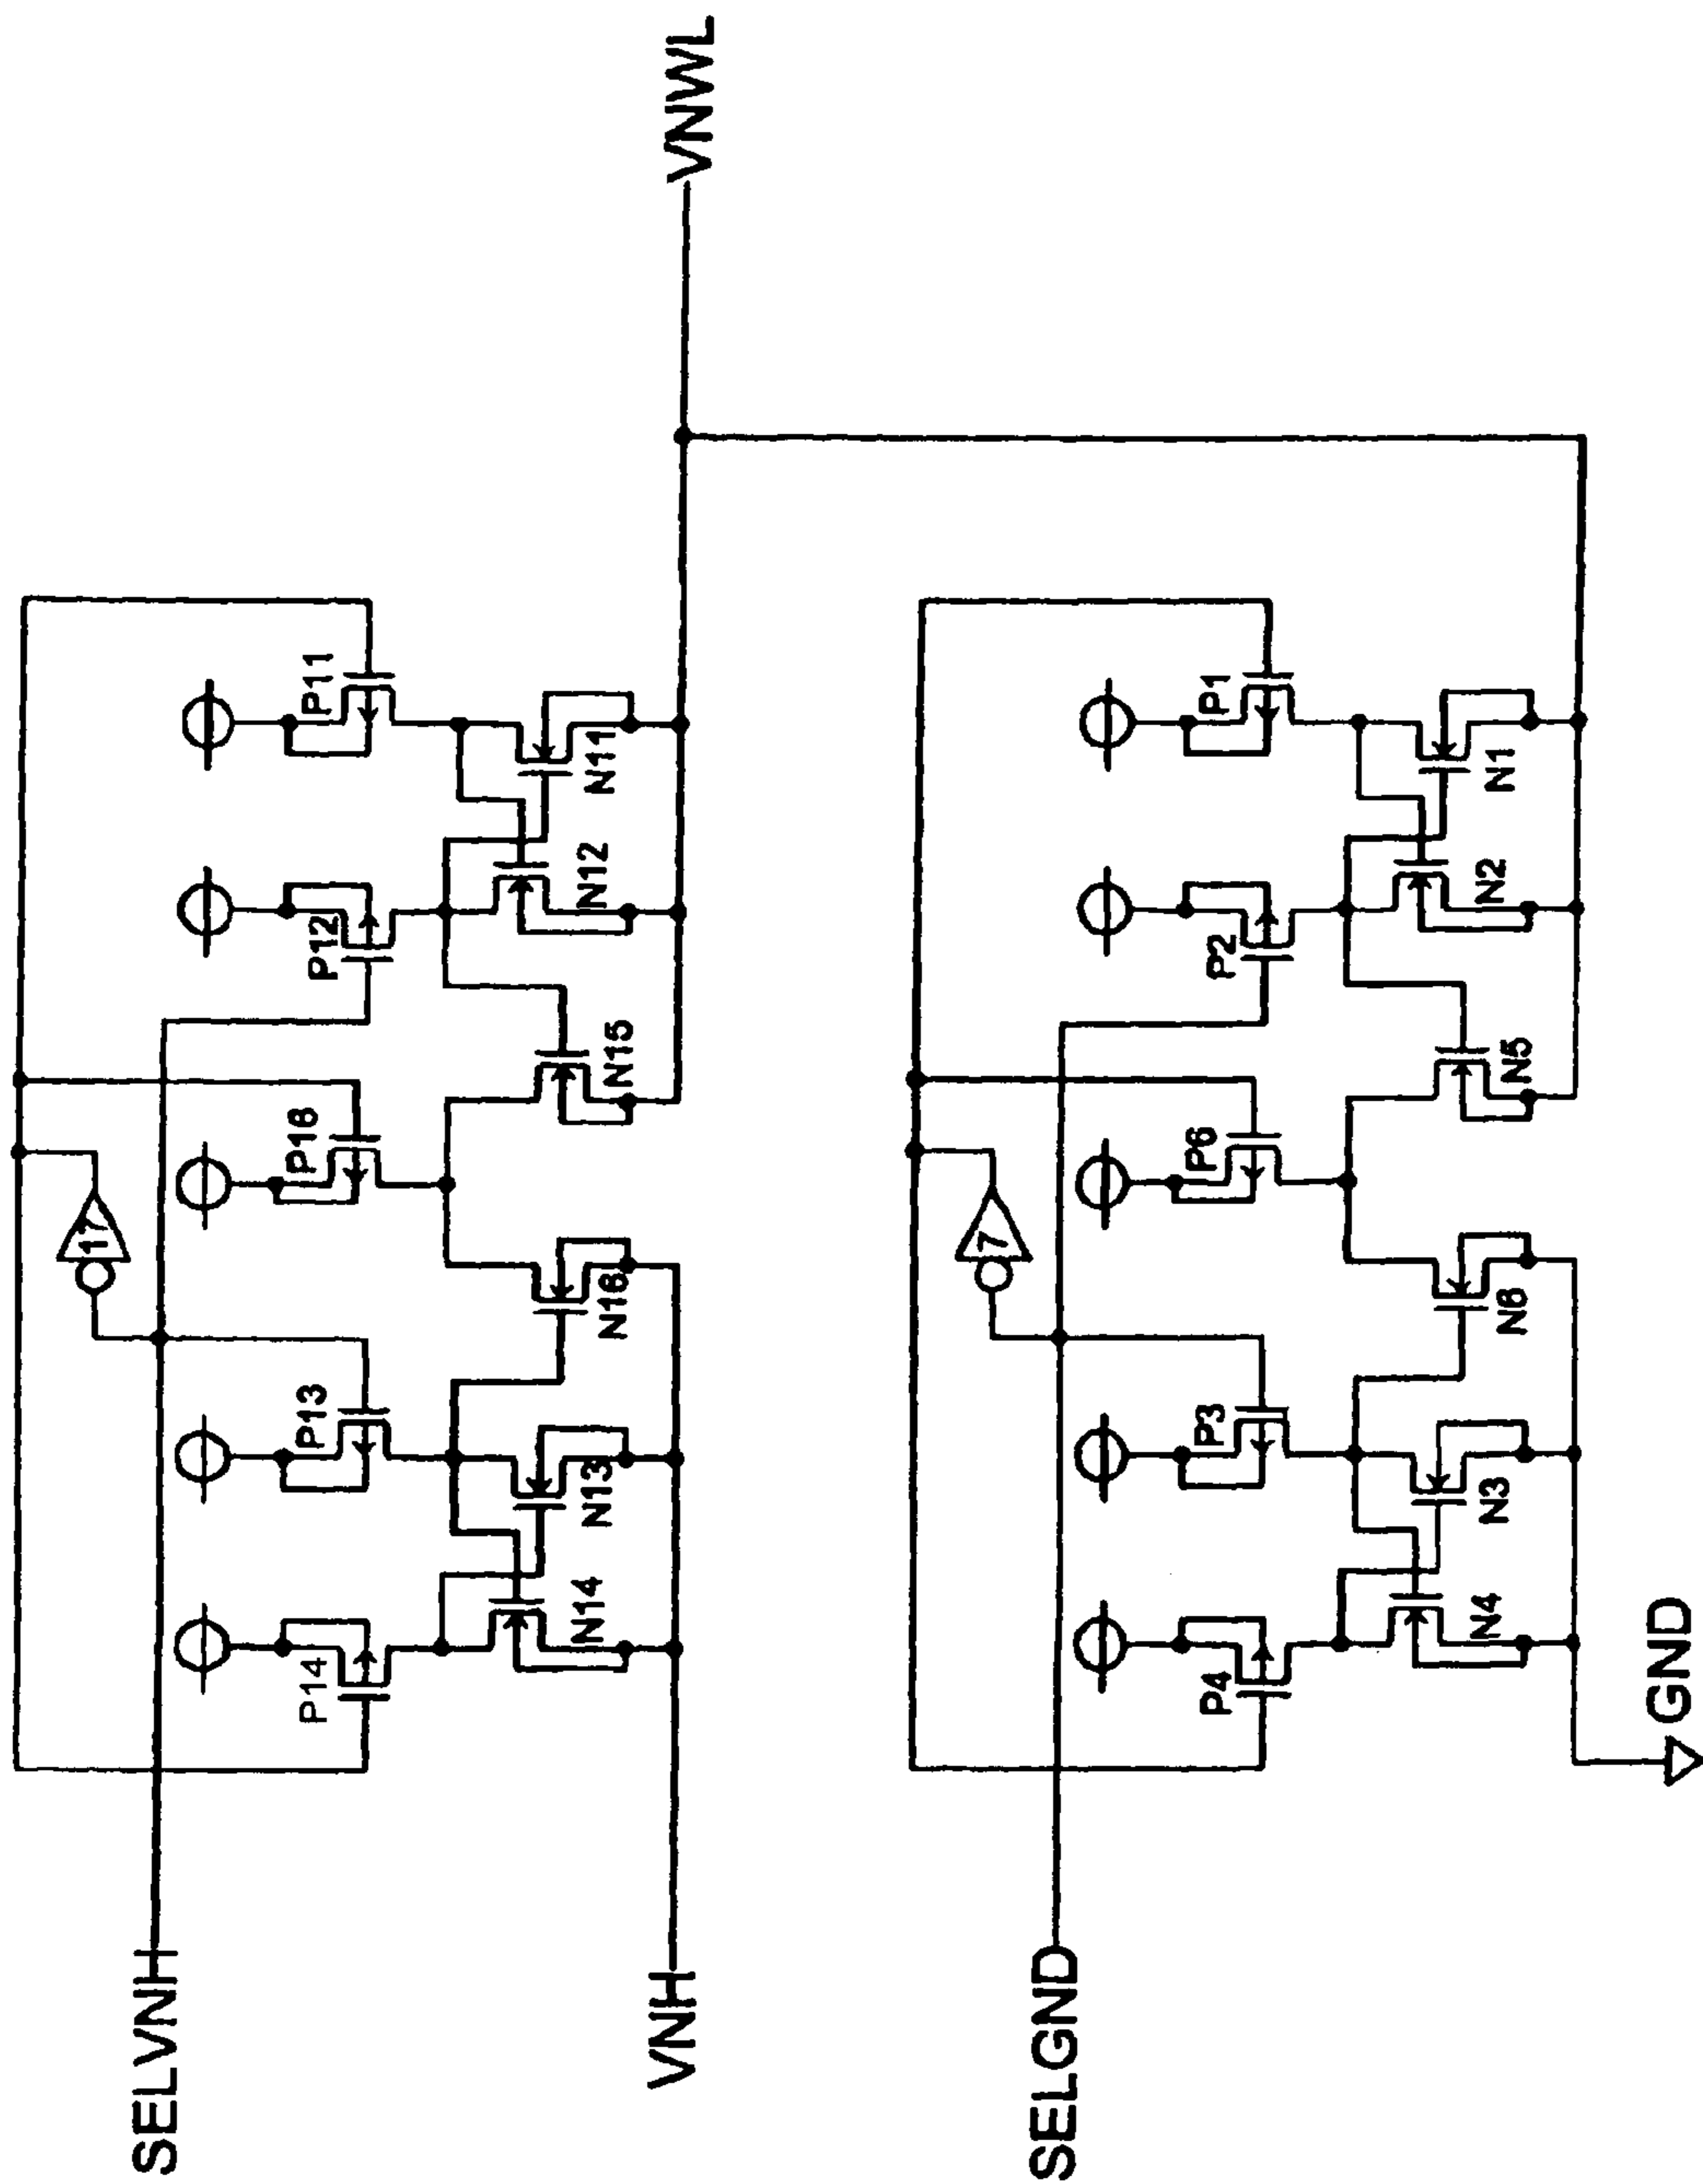 17
SELVNH
P14
P13
P16
P12
P11
N14
N13
N16
N15
N12
N11
VNH
VNWL
7
SELGND
P4
P3
P6
P2
P1
N4
N3
N6
N5
N2
N1
GND